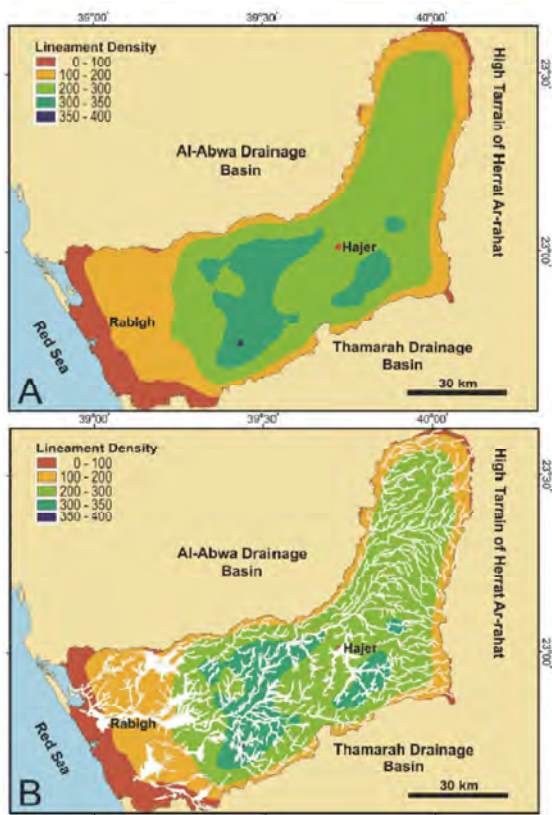 39°00'
39°30'
40°00'
Lineament Density
0 - 100
100 - 200
200 - 300
300 - 350
350 - 400
23°30'
High Tarrain of Herrat Ar-rahat
Al-Abwa Drainage
Basin
Hajer
23°00'
Rabigh
Red Sea
Thamarah Drainage
Basin
A
30 km
39°00'
39°30'
40°00'
Lineament Density
0 - 100
100 - 200
200 - 300
300 - 350
350 - 400
23°30'
High Tarrain of Herrat Ar-rahat
Al-Abwa Drainage
Basin
Hajer
23°00'
Rabigh
Red Sea
Thamarah Drainage
Basin
B
30 km